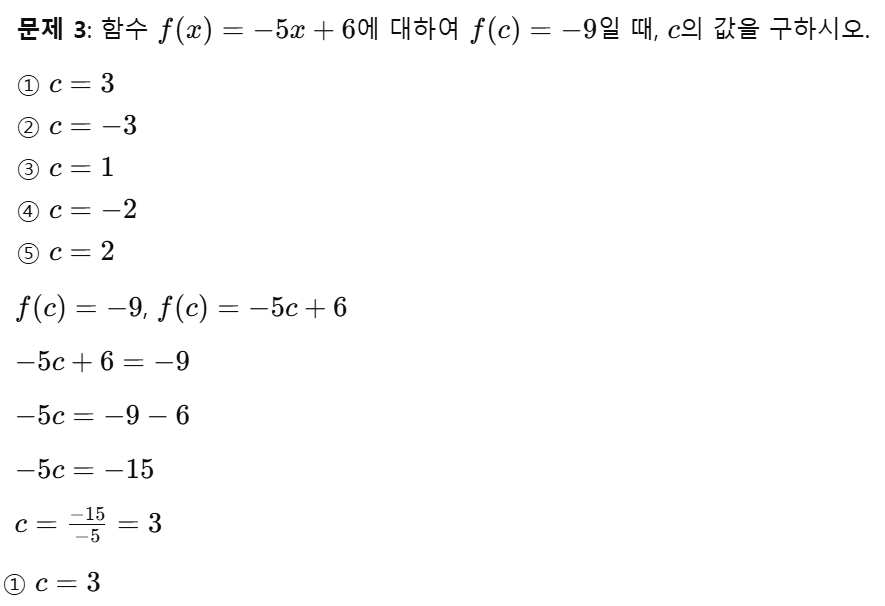 문제 3: 함수 f(x) = −5x + 6에 대하여 f(c) = −9일 때, c의 값을 구하시오.
① c = 3
② c = −3
③ c = 1
④ c = −2
⑤ c = 2
f(c) = −9, f(c) = −5c + 6
−5c + 6 = −9
−5c = −9 − 6
−5c = −15
c = \frac{−15}{−5} = 3
① c = 3